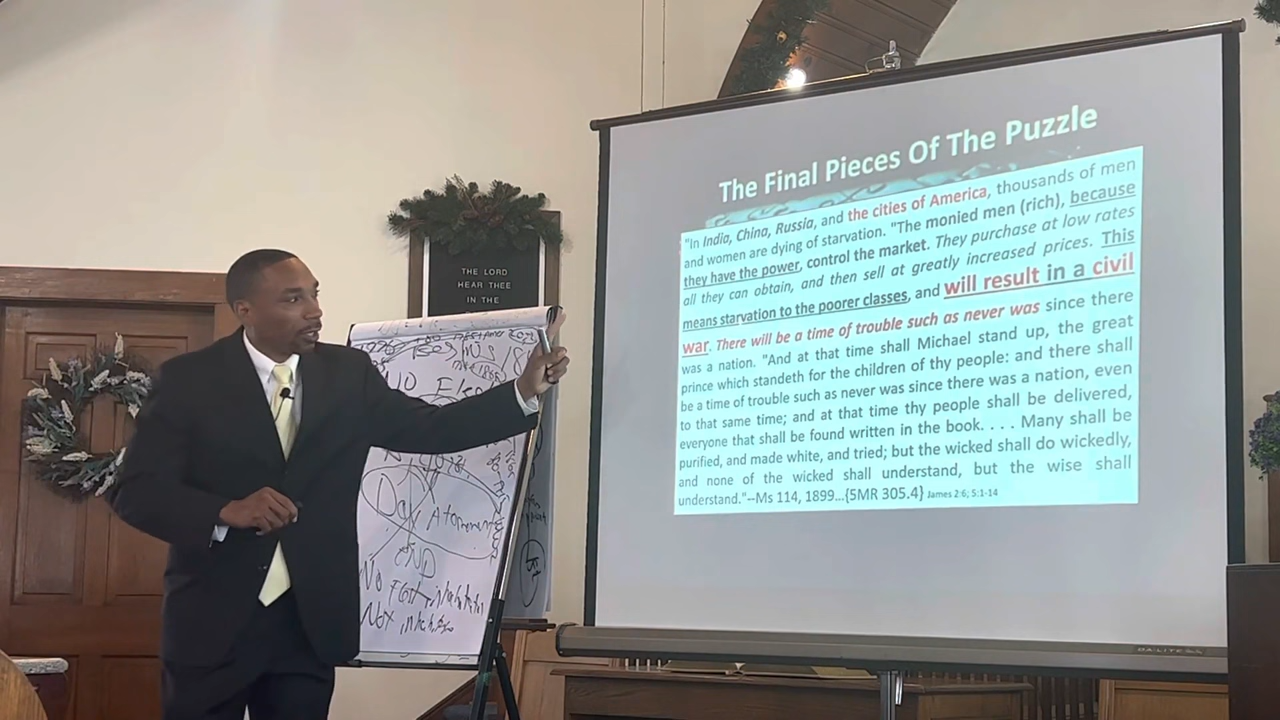 The Final Pieces Of The Puzzle
"In India, China, Russia, and the cities of America, thousands of men
and women are dying of starvation. "The monied men (rich), because
they have the power, control the market. They purchase at low rates
all they can obtain, and then sell at greatly increased prices. This
means starvation to the poorer classes, and will result in a civil
war. There will be a time of trouble such as never was since there
was a nation. "And at that time shall Michael stand up, the great
prince which standeth for the children of thy people: and there shall
be a time of trouble such as never was since there was a nation, even
to that same time; and at that time thy people shall be delivered,
everyone that shall be found written in the book. . . . Many shall be
purified, and made white, and tried; but the wicked shall do wickedly,
and none of the wicked shall understand, but the wise shall
understand."--Ms 114, 1899...{5MR 305.4} James 2:6; 5:1-14
THE LORD
HEAR THEE
IN THE
NO
Day Atonement
END
No
Not
DA-LITE